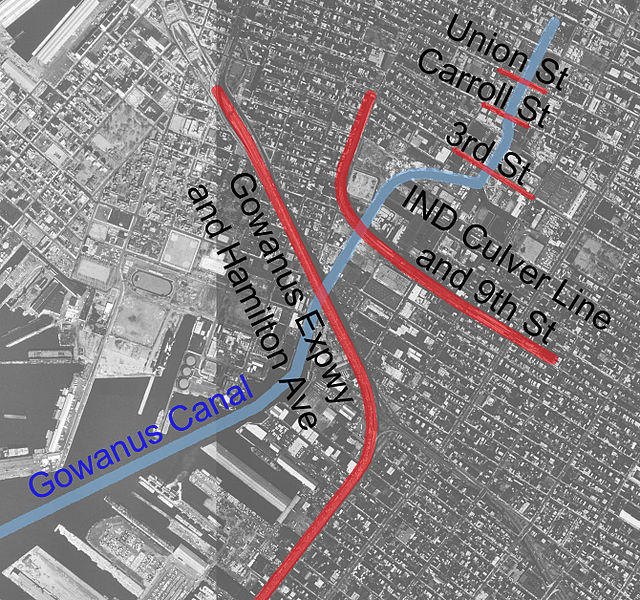 Union St
Carroll St
3rd St
IND Culver Line
and 9th St
Gowanus Expwy
and Hamilton Ave
Gowanus Canal